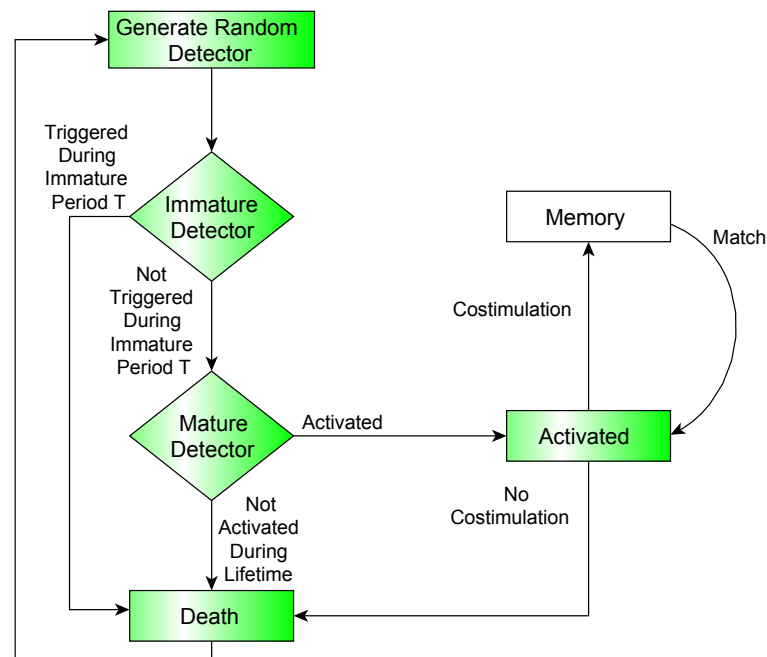 Generate Random
Detector
Triggered
During
Immature
Period T
Immature
Detector
Memory
Match
Not
Triggered
During
Immature
Period T
Costimulation
Mature
Detector
Activated
Activated
Not
Activated
During
Lifetime
No
Costimulation
Death